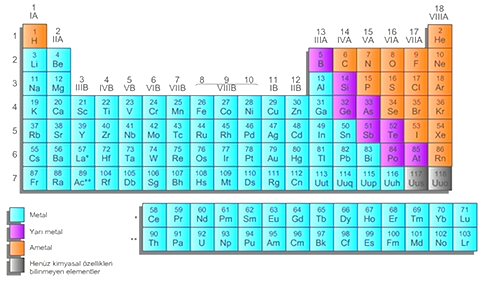 1 18
IA VIIIA
1 1 2 13 14 15 16 17 2
H IIA IIIA IVA VA VIA VIIA He
2 3 4 5 6 7 8 9 10
Li Be B C N O F Ne
3 11 12 3 4 5 6 7 8 9 10 11 12 13 14 15 16 17 18
Na Mg IIIB IVB VB VIB VIIB VIIIB IB IIB Al Si P S Cl Ar
4 19 20 21 22 23 24 25 26 27 28 29 30 31 32 33 34 35 36
K Ca Sc Ti V Cr Mn Fe Co Ni Cu Zn Ga Ge As Se Br Kr
5 37 38 39 40 41 42 43 44 45 46 47 48 49 50 51 52 53 54
Rb Sr Y Zr Nb Mo Tc Ru Rh Pd Ag Cd In Sn Sb Te I Xe
6 55 56 57 72 73 74 75 76 77 78 79 80 81 82 83 84 85 86
Cs Ba La* Hf Ta W Re Os Ir Pt Au Hg Tl Pb Bi Po At Rn
7 87 88 89 104 105 106 107 108 109 110 111 112 113 114 115 116 117 118
Fr Ra Ac** Rf Db Sg Bh Hs Mt Ds Rg Cn Uut Uuq Uup Uuh Uus Uuo
* 58 59 60 61 62 63 64 65 66 67 68 69 70 71
Ce Pr Nd Pm Sm Eu Gd Tb Dy Ho Er Tm Yb Lu
** 90 91 92 93 94 95 96 97 98 99 100 101 102 103
Th Pa U Np Pu Am Cm Bk Cf Es Fm Md No Lr
Metal
Yarı metal
Ametal
Henüz kimyasal özellikleri
bilinmeyen elementler